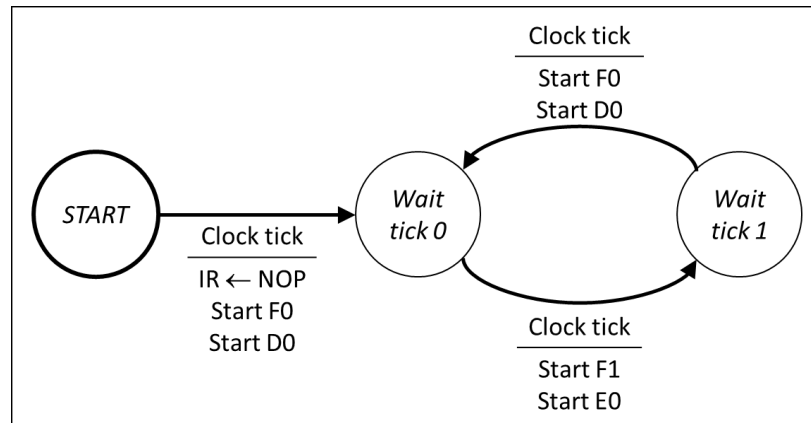 Clock tick
Start F0
Start D0
START
Wait
tick 0
Wait
tick 1
Clock tick
IR ← NOP
Start F0
Start D0
Clock tick
Start F1
Start E0